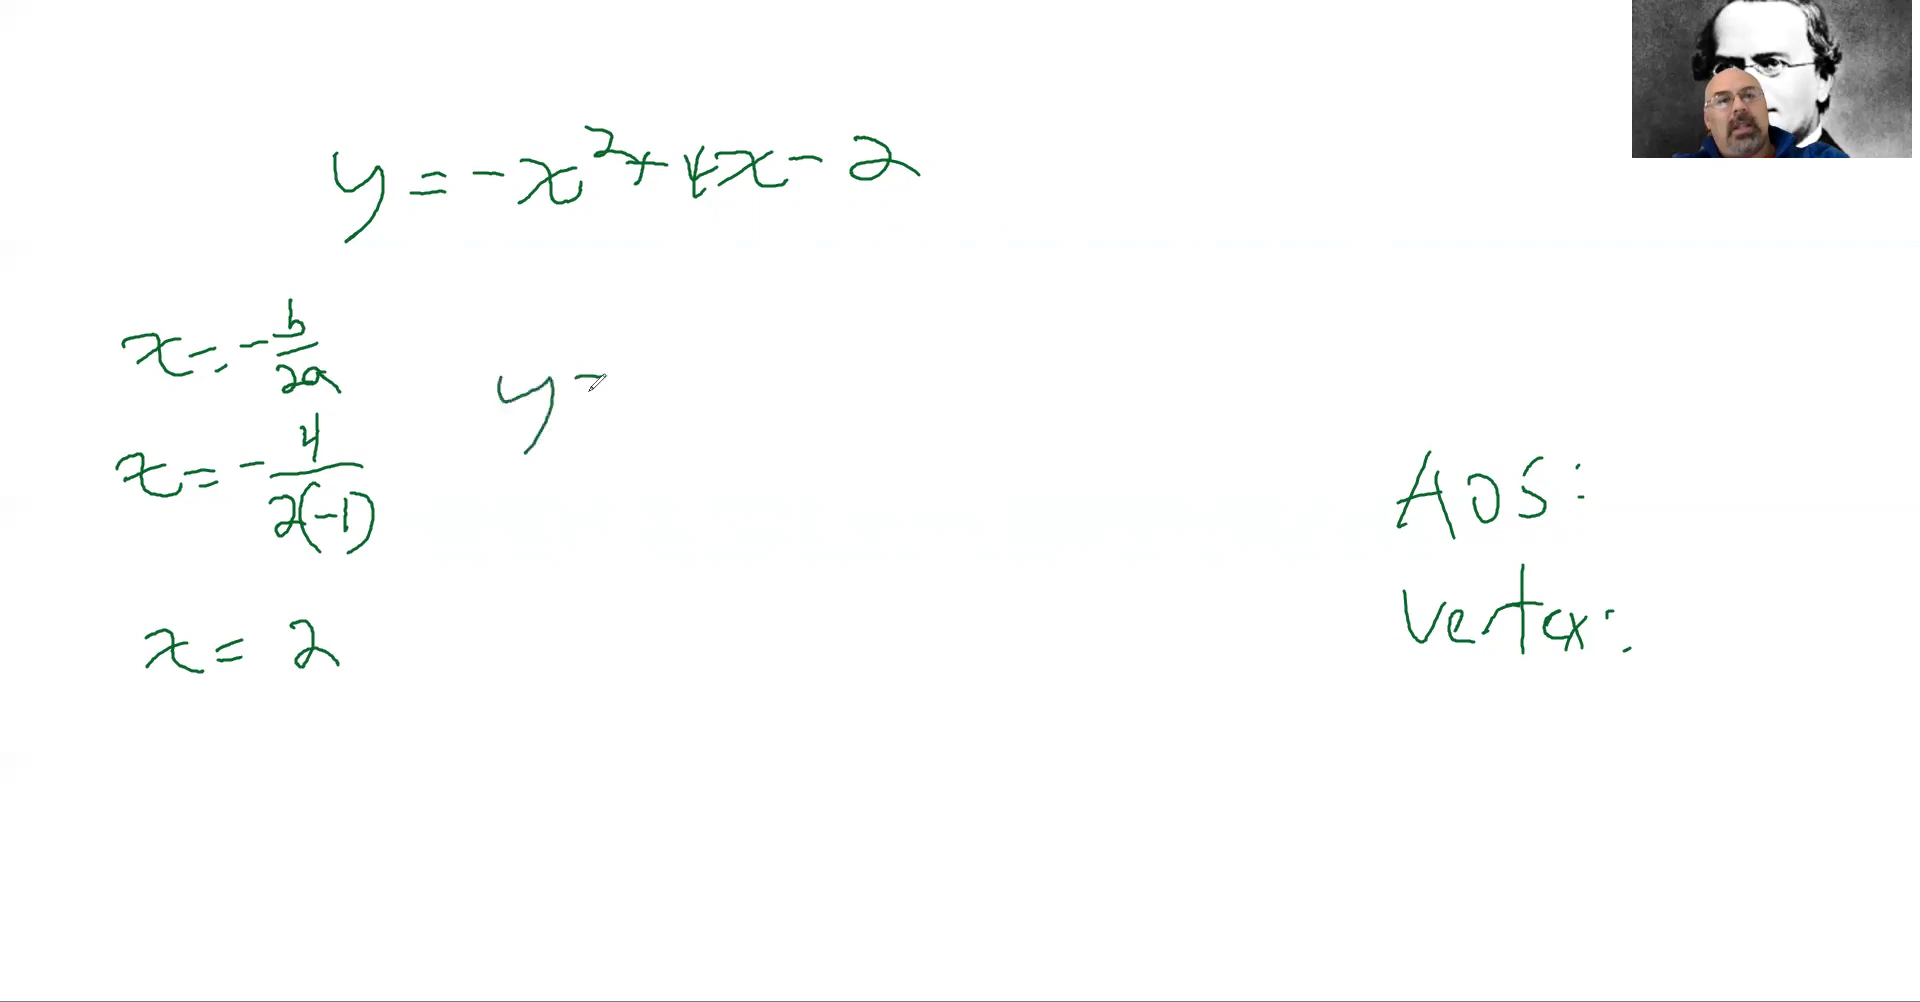 y = -x² + 4x - 2
x = - b/2a
x = - 4/2(-1)
x = 2
y =
AOS:
Vertex: